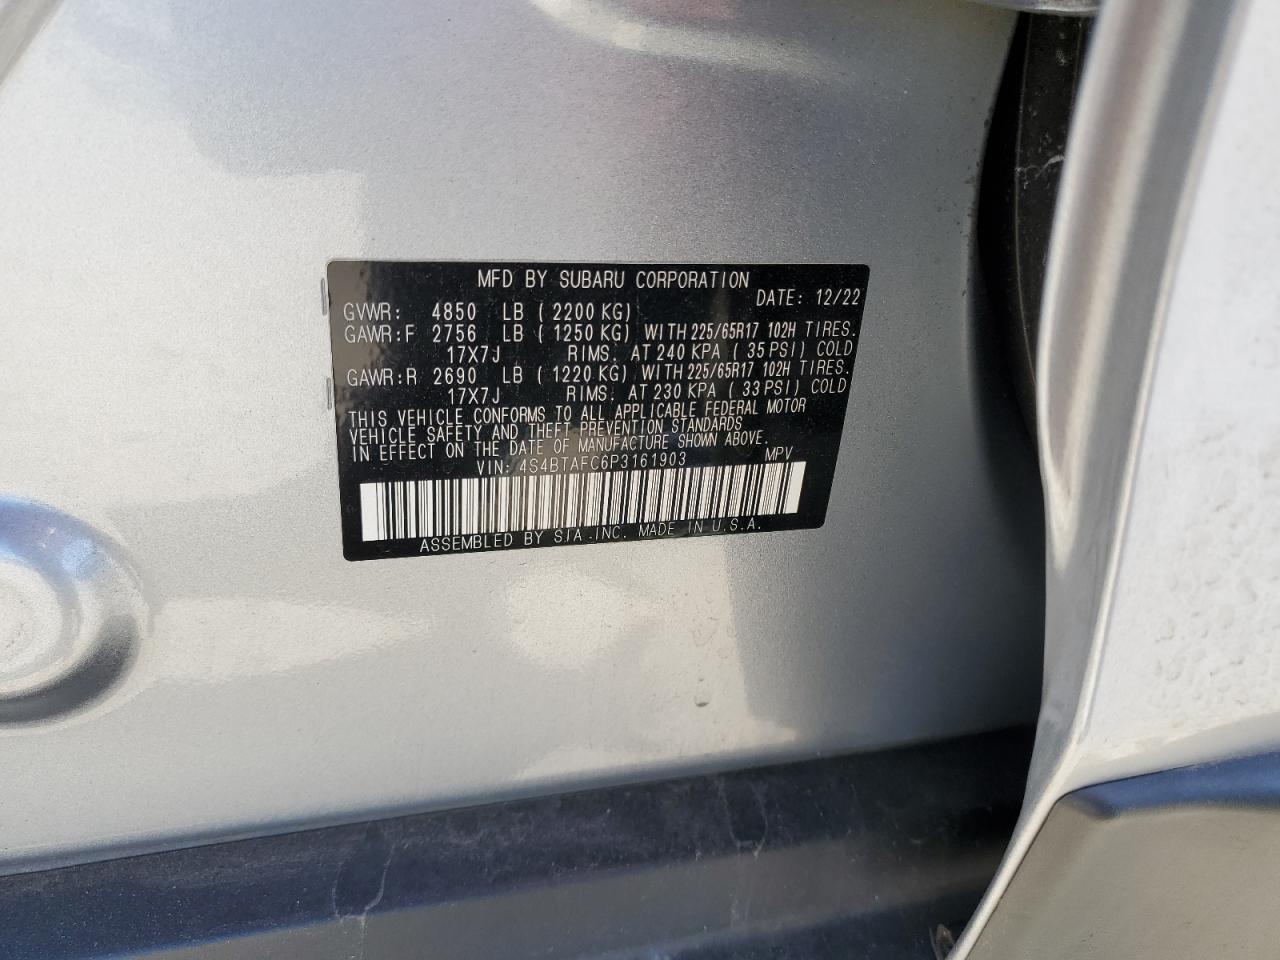 MFD BY SUBARU CORPORATION
DATE: 12/22
GVWR: 4850 LB ( 2200 KG)
GAWR:F 2756 LB ( 1250 KG) WITH 225/65R17 102H TIRES.
17X7J RIMS. AT 240 KPA ( 35 PSI) COLD
GAWR:R 2690 LB ( 1220 KG) WITH 225/65R17 102H TIRES.
17X7J RIMS. AT 230 KPA ( 33 PSI) COLD
THIS VEHICLE CONFORMS TO ALL APPLICABLE FEDERAL MOTOR
VEHICLE SAFETY AND THEFT PREVENTION STANDARDS
IN EFFECT ON THE DATE OF MANUFACTURE SHOWN ABOVE.
VIN: 4S4BTAFC6P3161903 MPV
ASSEMBLED BY SIA .INC. MADE IN U.S.A.